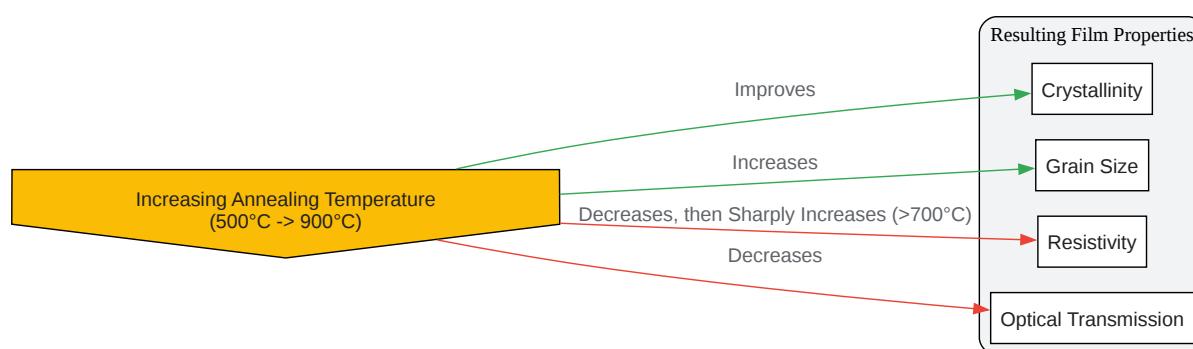 Resulting Film Properties
Improves
Crystallinity
Increases
Grain Size
Increasing Annealing Temperature
(500°C -> 900°C)
Decreases, then Sharply Increases (>700°C)
Resistivity
Decreases
Optical Transmission